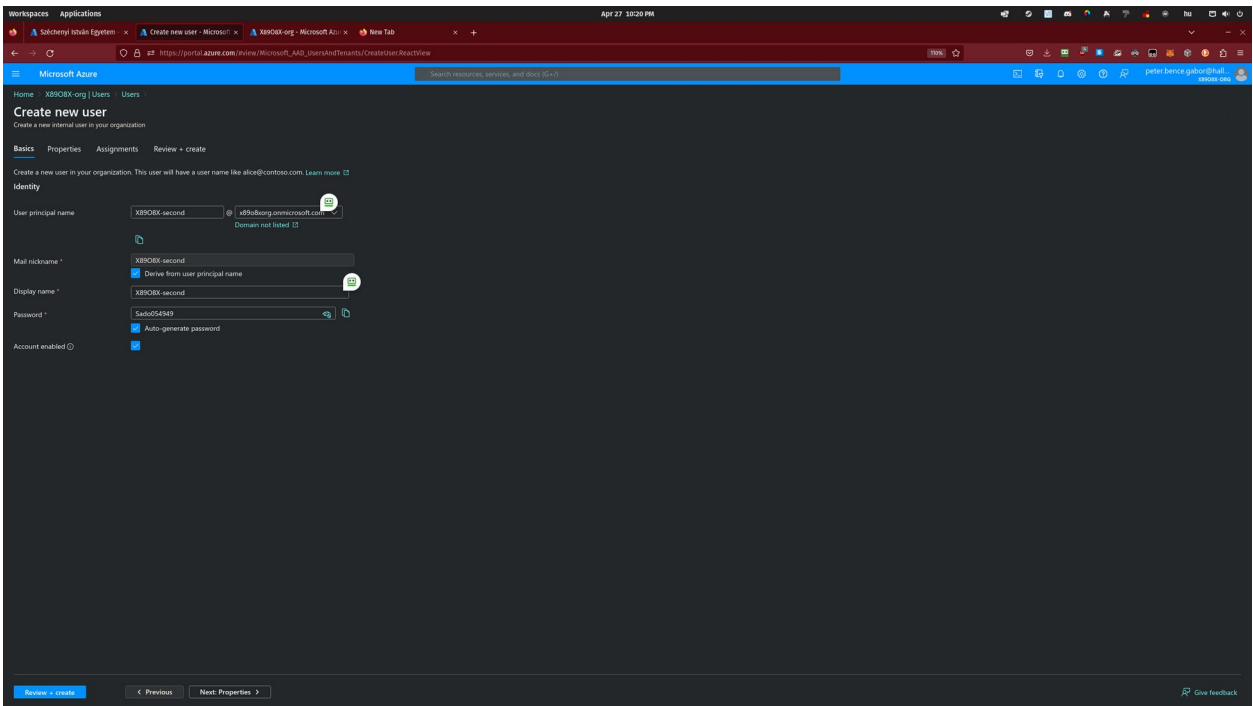 Workspaces Applications Apr 27 10:20 PM hu
Széchenyi István Egyetem - Create new user - Microsoft X89O8X-org - Microsoft Azu New Tab
https://portal.azure.com/#view/Microsoft_AAD_UsersAndTenants/CreateUser.ReactView 110%
Microsoft Azure Search resources, services, and docs (G+/) peter.bence.gabor@hall...
X89O8X-ORG
Home X89O8X-org | Users Users
Create new user
Create a new internal user in your organization
Basics Properties Assignments Review + create
Create a new user in your organization. This user will have a user name like alice@contoso.com. Learn more
Identity
User principal name X89O8X-second @ x89o8xorg.onmicrosoft.com
Domain not listed
Mail nickname * X89O8X-second
Derive from user principal name
Display name * X89O8X-second
Password * Sado054949
Auto-generate password
Account enabled
Review + create < Previous Next: Properties > Give feedback